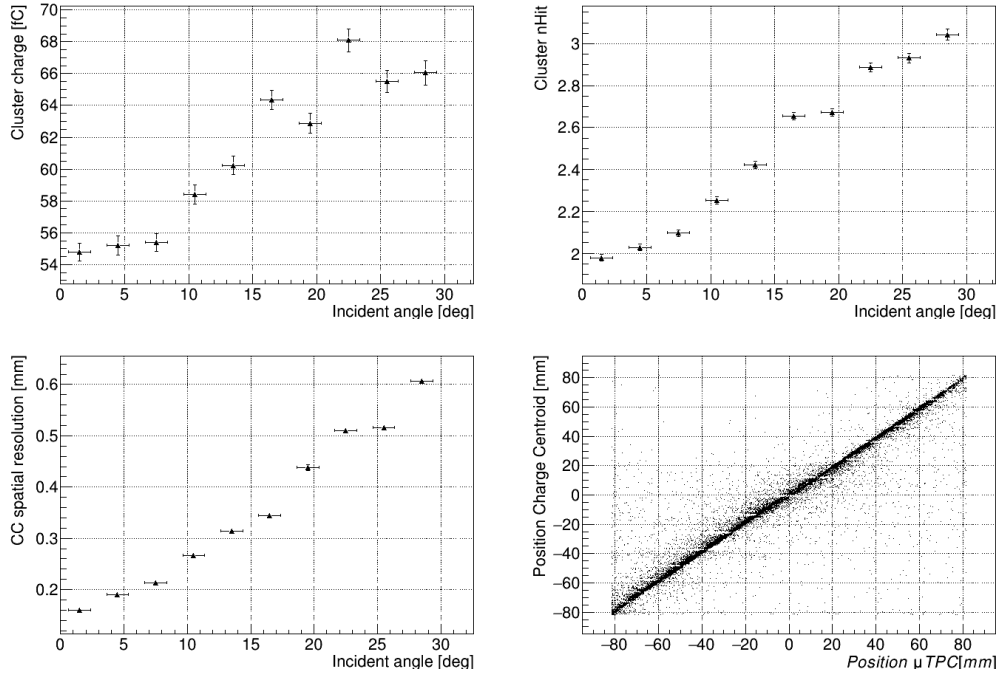 Cluster charge [fC]
70
68
66
64
62
60
58
56
54
0 5 10 15 20 25 30
Incident angle [deg]
Cluster nHit
3
2.8
2.6
2.4
2.2
2
0 5 10 15 20 25 30
Incident angle [deg]
CC spatial resolution [mm]
0.6
0.5
0.4
0.3
0.2
0 5 10 15 20 25 30
Incident angle [deg]
Position Charge Centroid [mm]
80
60
40
20
0
−20
−40
−60
−80
−80 −60 −40 −20 0 20 40 60 80
Position μTPC[mm]